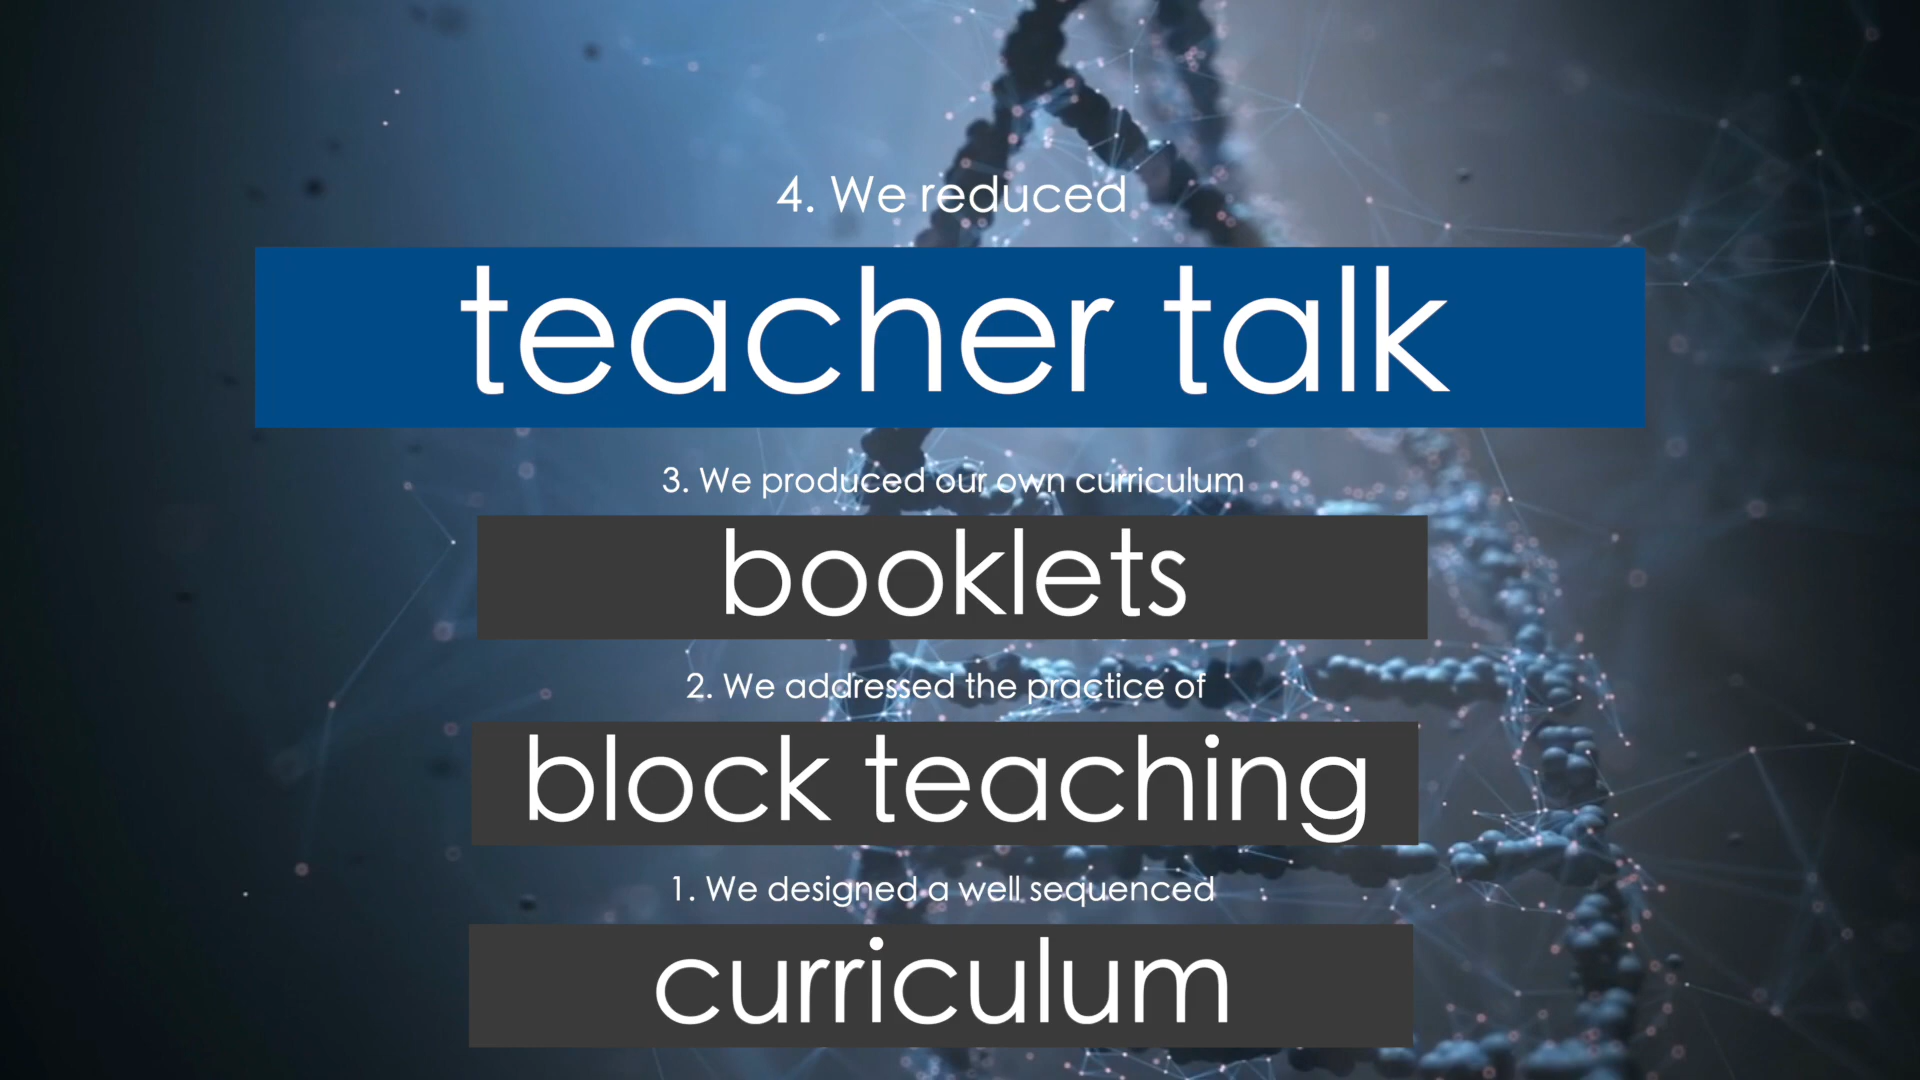 4. We reduced
teacher talk
3. We produced our own curriculum
booklets
2. We addressed the practice of
block teaching
1. We designed a well sequenced
curriculum